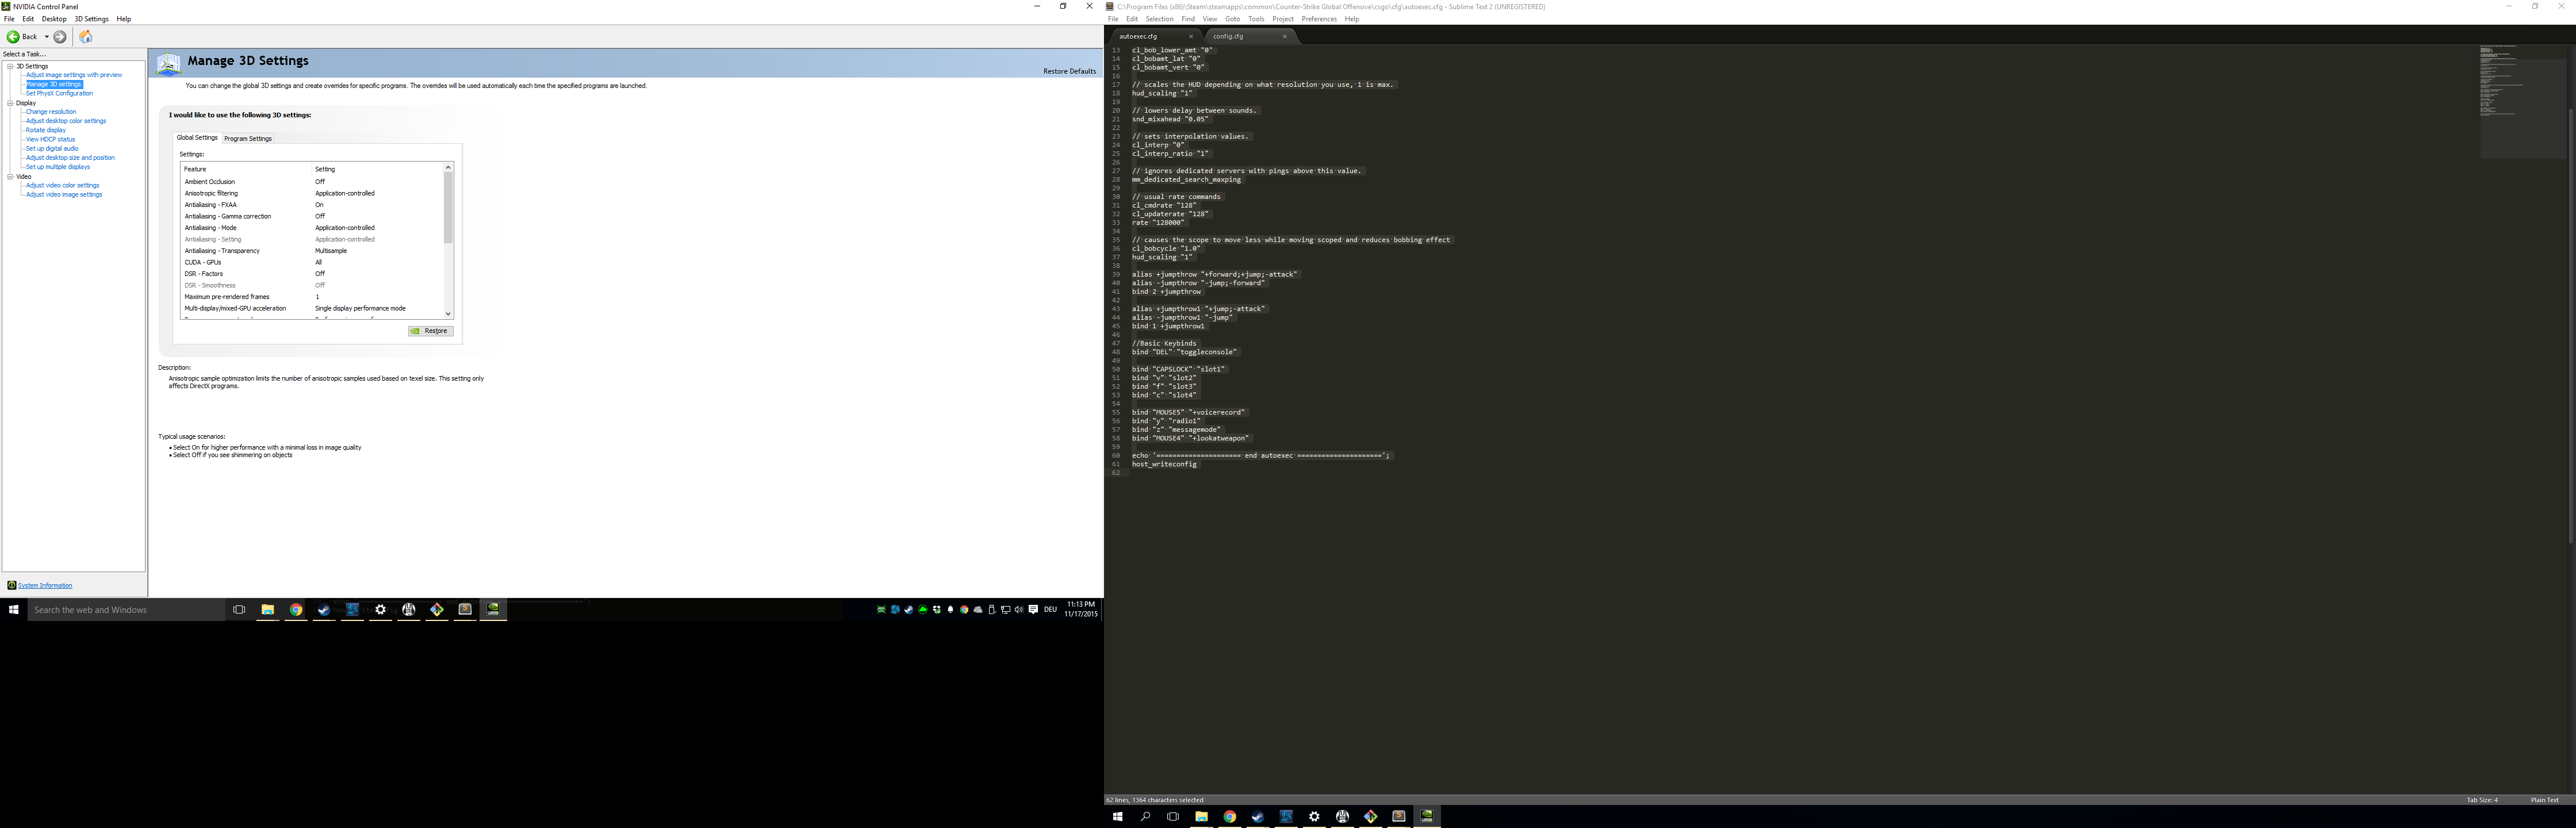 NVIDIA Control Panel
File Edit Desktop 3D Settings Help
Back
Select a Task...
3D Settings
Adjust image settings with preview
Manage 3D settings
Set PhysX Configuration
Display
Change resolution
Adjust desktop color settings
Rotate display
View HDCP status
Set up digital audio
Adjust desktop size and position
Set up multiple displays
Video
Adjust video color settings
Adjust video image settings
System Information
Manage 3D Settings
Restore Defaults
You can change the global 3D settings and create overrides for specific programs. The overrides will be used automatically each time the specified programs are launched.
I would like to use the following 3D settings:
Global Settings Program Settings
Settings:
Feature Setting
Ambient Occlusion Off
Anisotropic filtering Application-controlled
Antialiasing - FXAA On
Antialiasing - Gamma correction Off
Antialiasing - Mode Application-controlled
Antialiasing - Setting Application-controlled
Antialiasing - Transparency Multisample
CUDA - GPUs All
DSR - Factors Off
DSR - Smoothness Off
Maximum pre-rendered frames 1
Multi-display/mixed-GPU acceleration Single display performance mode
Restore
Description:
Anisotropic sample optimization limits the number of anisotropic samples used based on texel size. This setting only
affects DirectX programs.
Typical usage scenarios:
• Select On for higher performance with a minimal loss in image quality
• Select Off if you see shimmering on objects
Search the web and Windows
DEU
11:13 PM
11/17/2015
C:\Program Files (x86)\Steam\steamapps\common\Counter-Strike Global Offensive\csgo\cfg\autoexec.cfg - Sublime Text 2 (UNREGISTERED)
File Edit Selection Find View Goto Tools Project Preferences Help
autoexec.cfg × config.cfg ×
13 cl_bob_lower_amt "0"
14 cl_bobamt_lat "0"
15 cl_bobamt_vert "0"
16
17 // scales the HUD depending on what resolution you use, 1 is max.
18 hud_scaling "1"
19
20 // lowers delay between sounds.
21 snd_mixahead "0.05"
22
23 // sets interpolation values.
24 cl_interp "0"
25 cl_interp_ratio "1"
26
27 // ignores dedicated servers with pings above this value.
28 mm_dedicated_search_maxping
29
30 // usual rate commands
31 cl_cmdrate "128"
32 cl_updaterate "128"
33 rate "128000"
34
35 // causes the scope to move less while moving scoped and reduces bobbing effect
36 cl_bobcycle "1.0"
37 hud_scaling "1"
38
39 alias +jumpthrow "+forward;+jump;-attack"
40 alias -jumpthrow "-jump;-forward"
41 bind 2 +jumpthrow
42
43 alias +jumpthrow1 "+jump;-attack"
44 alias -jumpthrow1 "-jump"
45 bind 1 +jumpthrow1
46
47 //Basic Keybinds
48 bind "DEL" "toggleconsole"
49
50 bind "CAPSLOCK" "slot1"
51 bind "v" "slot2"
52 bind "f" "slot3"
53 bind "c" "slot4"
54
55 bind "MOUSE5" "+voicerecord"
56 bind "y" "radio1"
57 bind "z" "messagemode"
58 bind "MOUSE4" "+lookatweapon"
59
60 echo '===================== end autoexec =====================';
61 host_writeconfig
62
62 lines, 1364 characters selected
Tab Size: 4 Plain Text